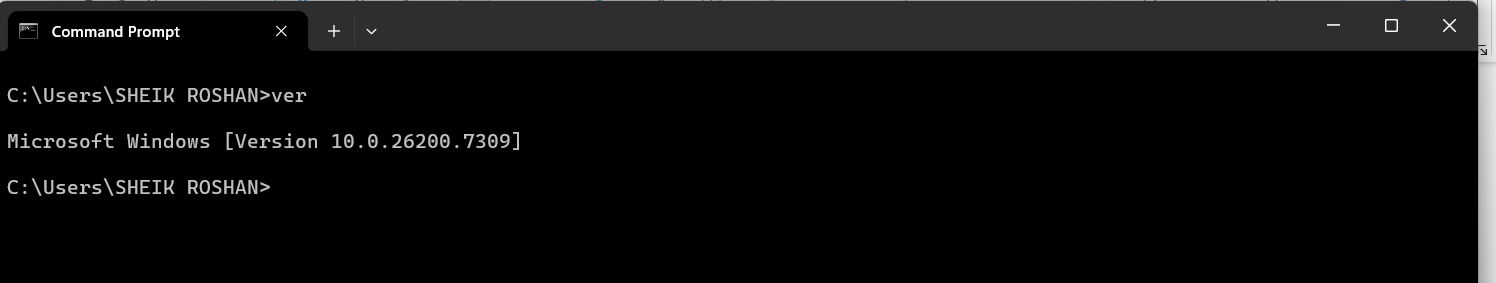 Command Prompt
C:\Users\SHEIK ROSHAN>ver
Microsoft Windows [Version 10.0.26200.7309]
C:\Users\SHEIK ROSHAN>